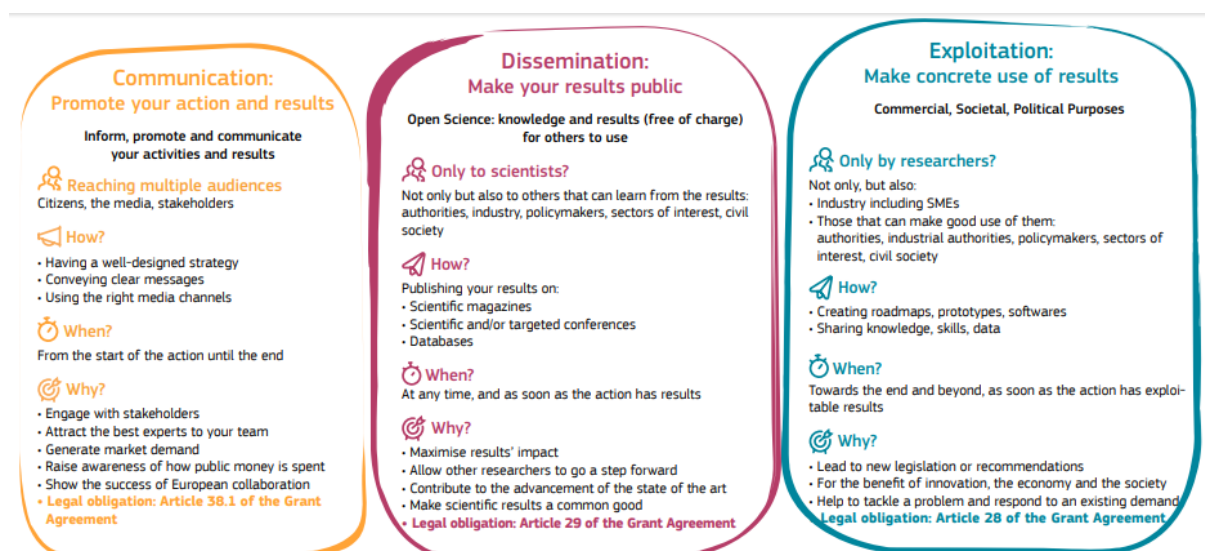 Communication:
Promote your action and results
Inform, promote and communicate
your activities and results
Reaching multiple audiences
Citizens, the media, stakeholders
How?
• Having a well-designed strategy
• Conveying clear messages
• Using the right media channels
When?
From the start of the action until the end
Why?
• Engage with stakeholders
• Attract the best experts to your team
• Generate market demand
• Raise awareness of how public money is spent
• Show the success of European collaboration
• Legal obligation: Article 38.1 of the Grant
Agreement
Dissemination:
Make your results public
Open Science: knowledge and results (free of charge)
for others to use
Only to scientists?
Not only but also to others that can learn from the results:
authorities, industry, policymakers, sectors of interest, civil
society
How?
Publishing your results on:
• Scientific magazines
• Scientific and/or targeted conferences
• Databases
When?
At any time, and as soon as the action has results
Why?
• Maximise results' impact
• Allow other researchers to go a step forward
• Contribute to the advancement of the state of the art
• Make scientific results a common good
• Legal obligation: Article 29 of the Grant Agreement
Exploitation:
Make concrete use of results
Commercial, Societal, Political Purposes
Only by researchers?
Not only, but also:
• Industry including SMEs
• Those that can make good use of them:
authorities, industrial authorities, policymakers, sectors of
interest, civil society
How?
• Creating roadmaps, prototypes, softwares
• Sharing knowledge, skills, data
When?
Towards the end and beyond, as soon as the action has exploi-
table results
Why?
• Lead to new legislation or recommendations
• For the benefit of innovation, the economy and the society
• Help to tackle a problem and respond to an existing demand
Legal obligation: Article 28 of the Grant Agreement